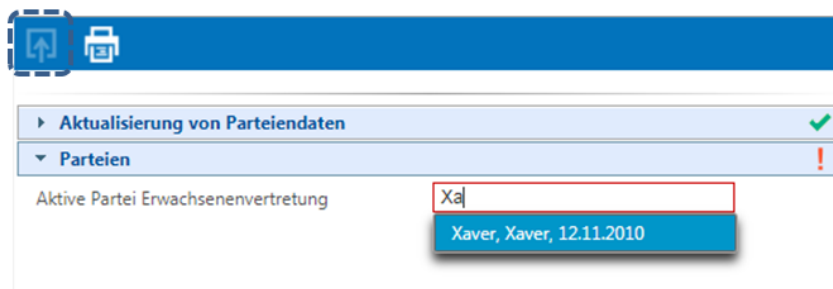 Aktualisierung von Parteiendaten
Parteien
Aktive Partei Erwachsenenvertretung
Xa
Xaver, Xaver, 12.11.2010